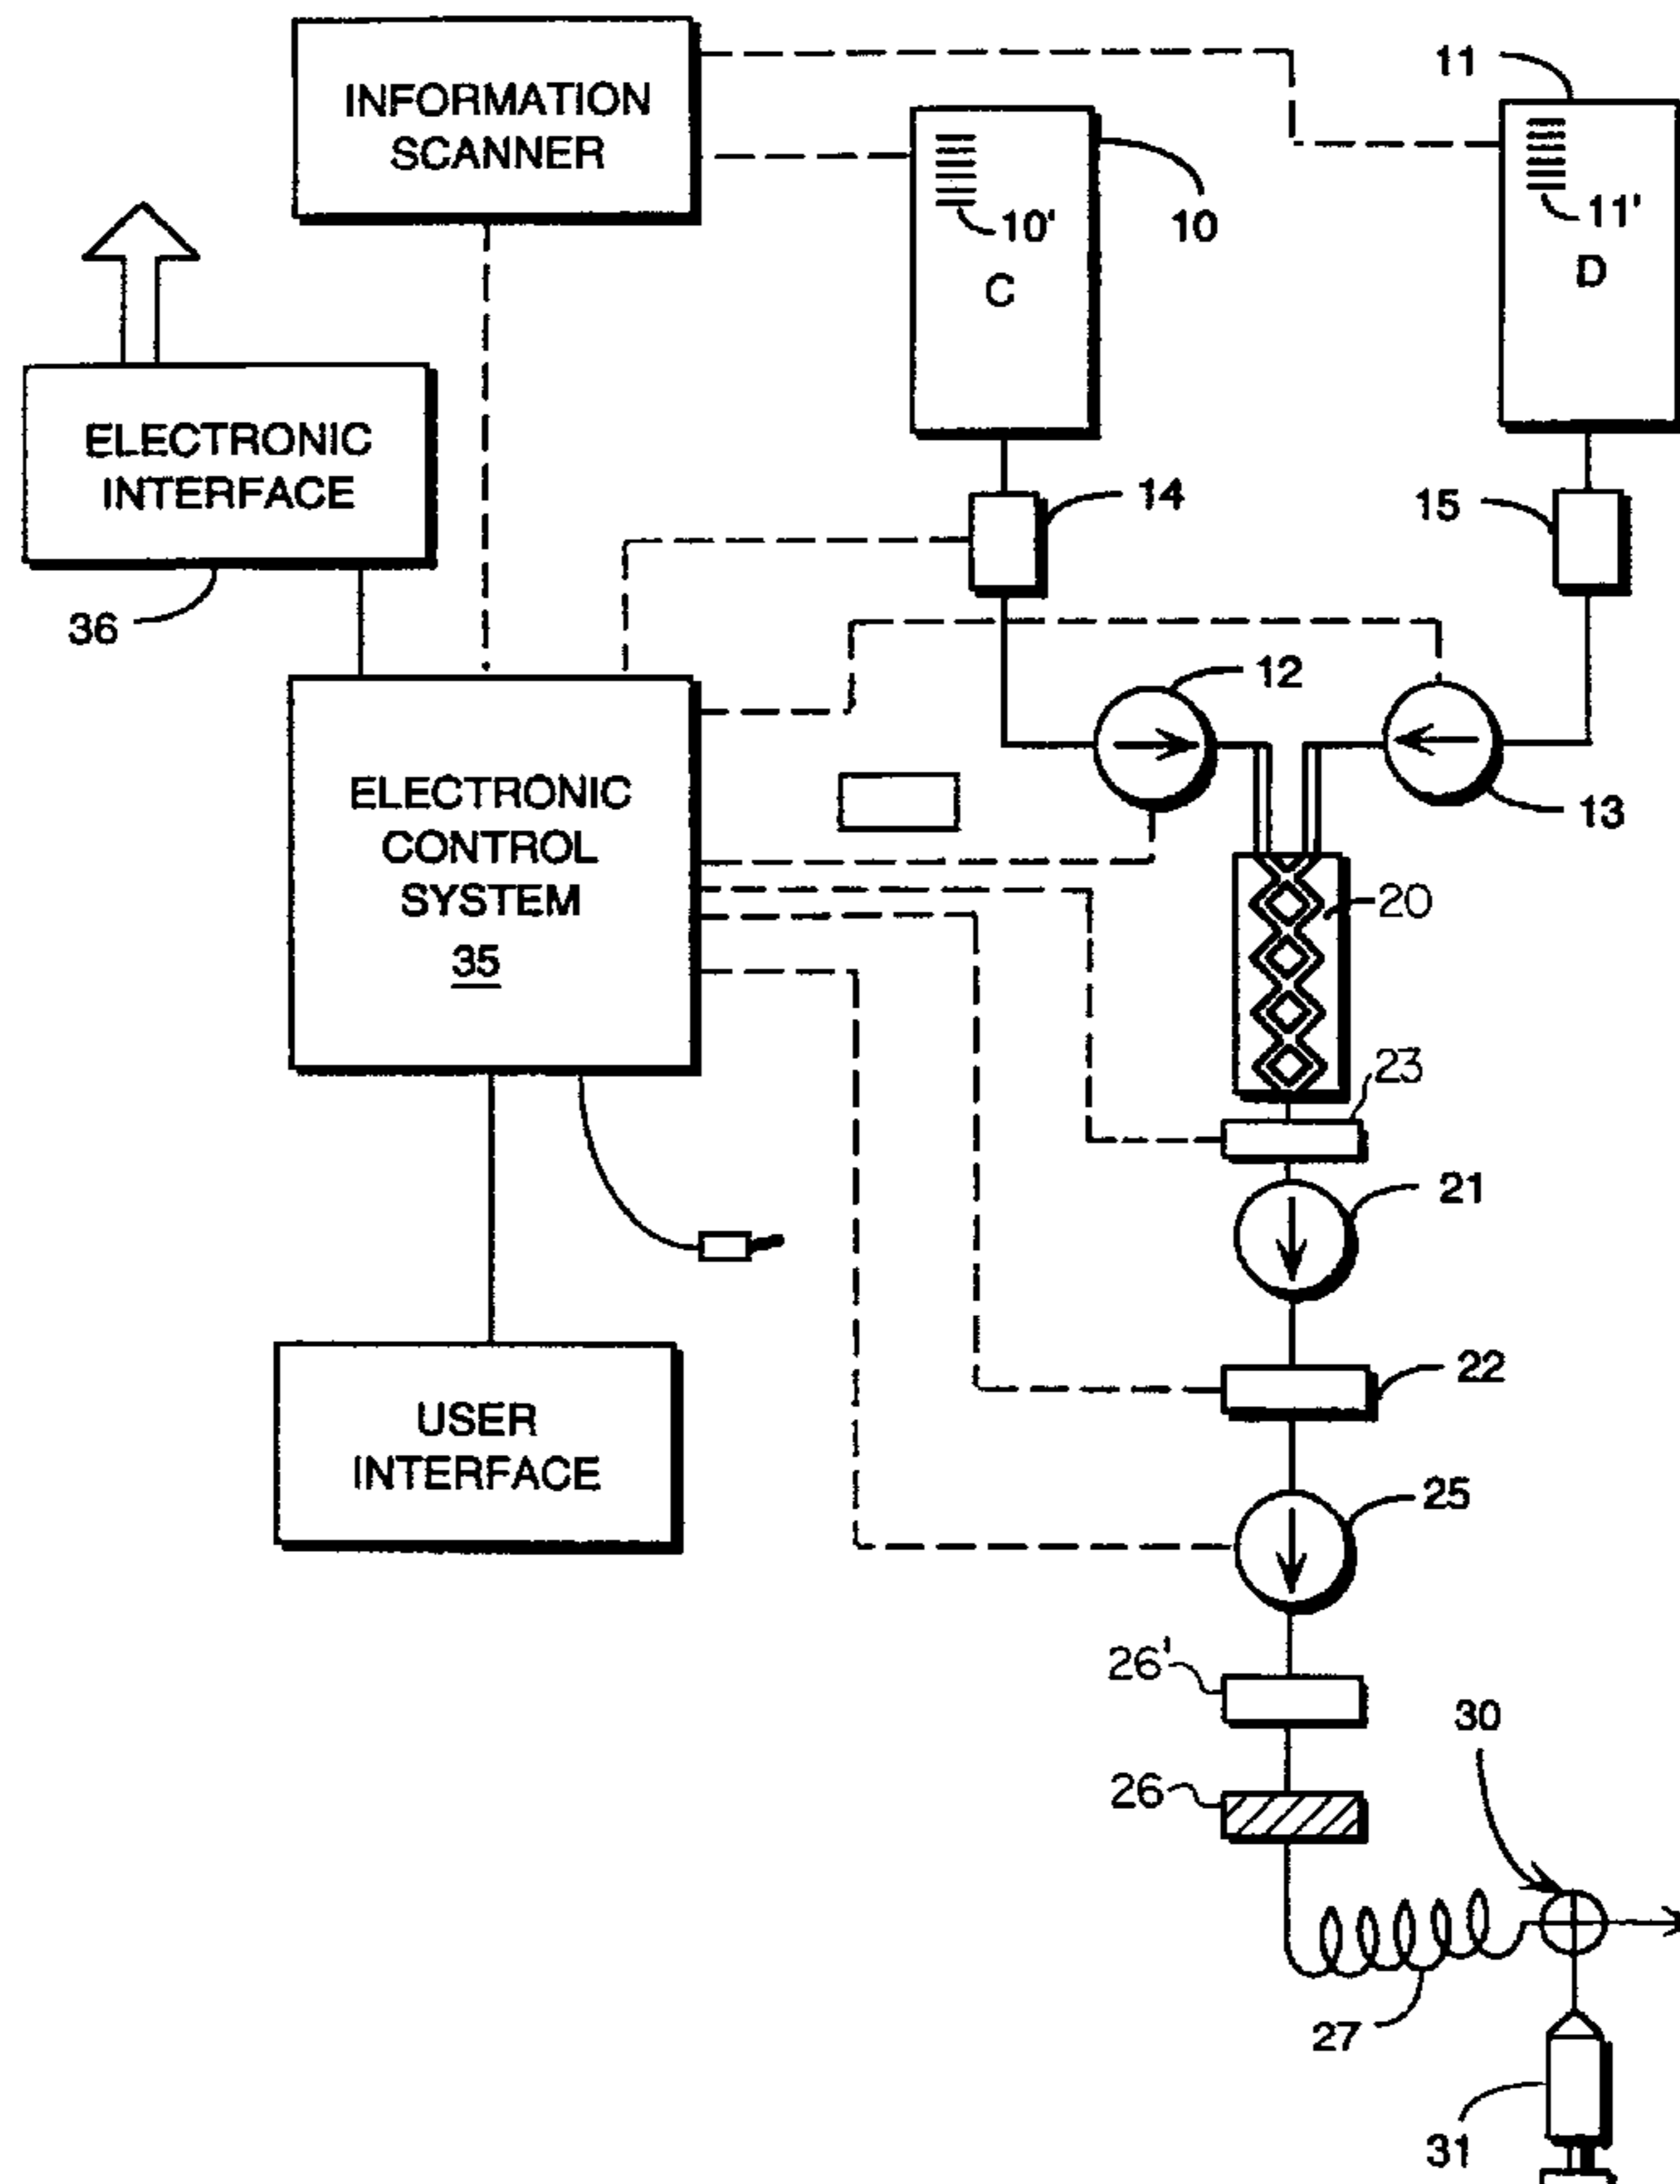 INFORMATION
SCANNER
11
10'
10
11'
C
D
ELECTRONIC
INTERFACE
14
15
36
12
13
ELECTRONIC
CONTROL
SYSTEM
35
20
23
21
22
USER
INTERFACE
25
26'
30
26
27
31